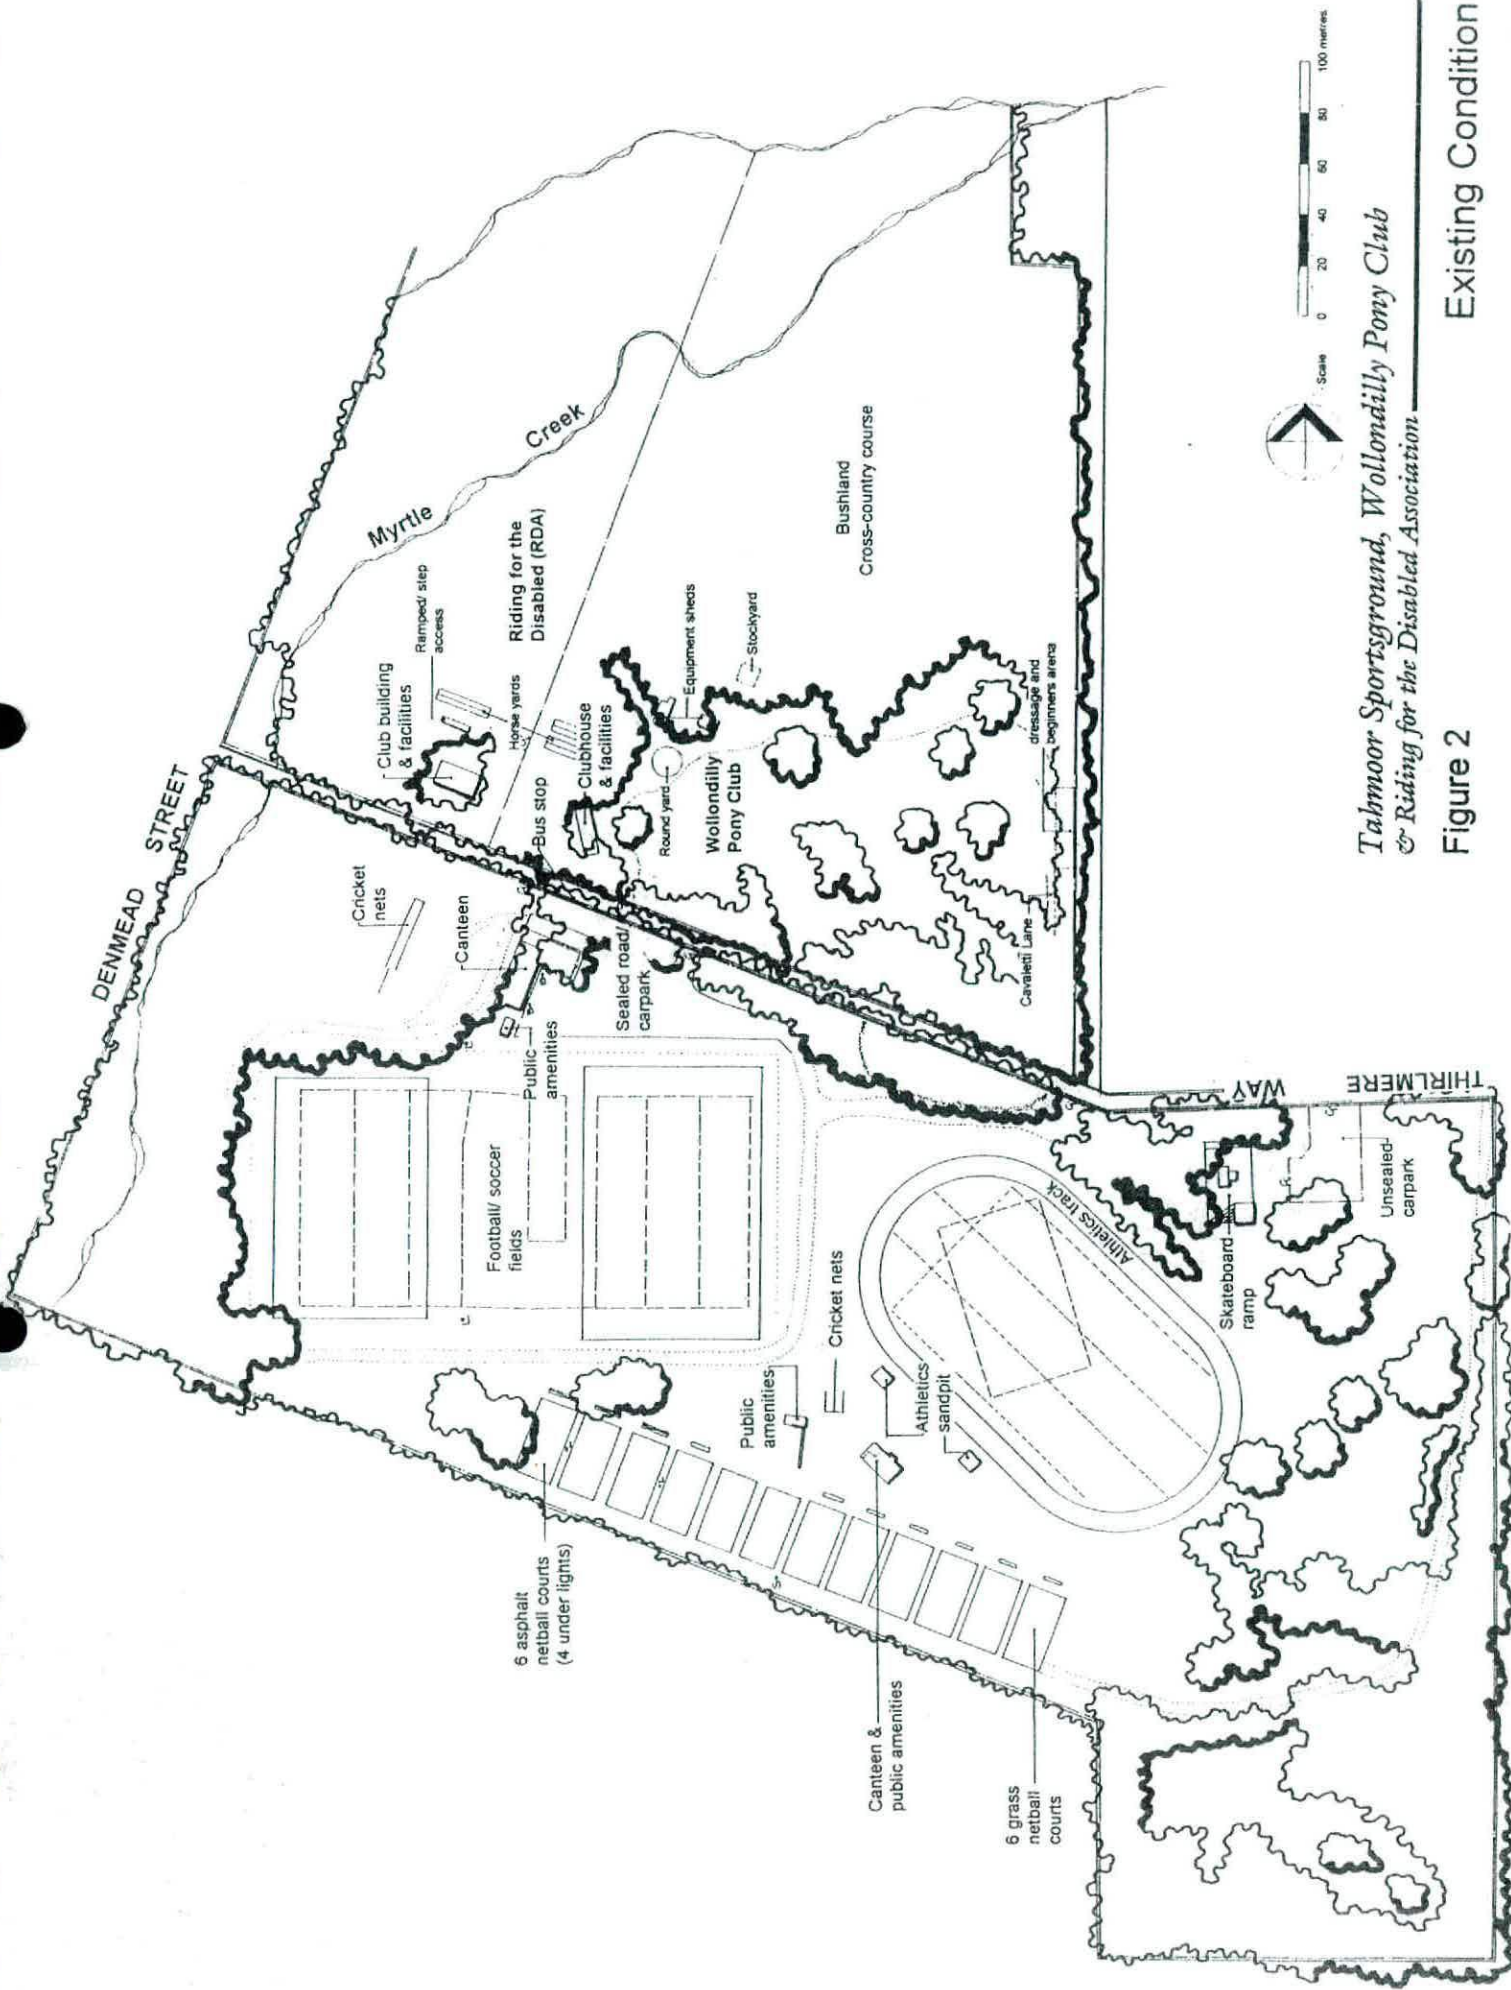 DENMEAD STREET
Cricket
nets
Canteen
Public
amenities
Sealed road/
carpark
Bus stop
Football/ soccer
fields
6 asphalt
netball courts
(4 under lights)
Public
amenities
Cricket nets
Athletics
sandpit
Canteen &
public amenities
6 grass
netball
courts
Athletics track
Skateboard
ramp
Unsealed
carpark
THIRLMERE WAY
Club building
& facilities
Ramped/ step
access
Riding for the
Disabled (RDA)
Horse yards
Myrtle Creek
Clubhouse
& facilities
Equipment sheds
Stockyard
Round yard
Wollondilly
Pony Club
Bushland
Cross-country course
dressage and
beginners arena
Cavaletti Lane
Scale
0 20 40 60 80 100 metres
Tahmoor Sportsground, Wollondilly Pony Club
& Riding for the Disabled Association
Figure 2
Existing Condition